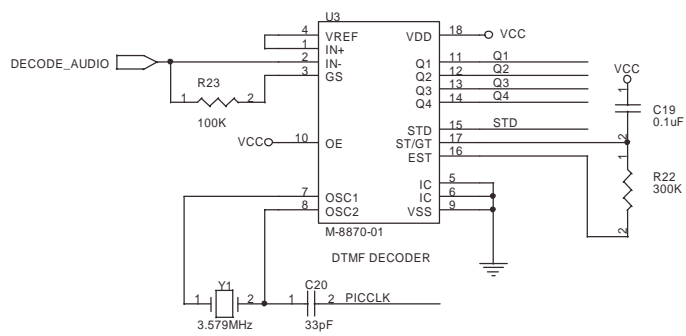 U3
4 VREF VDD 18 VCC
1 IN+
DECODE_AUDIO 2 IN- Q1 11 Q1
3 GS Q2 12 Q2
Q3 13 Q3
Q4 14 Q4
VCC
R23
1 2
100K
1
C19
0.1uF
2
STD 15 STD
VCC 10 OE ST/GT 17
EST 16
1
R22
300K
2
IC 5
7 OSC1 IC 6
8 OSC2 VSS 9
M-8870-01
DTMF DECODER
Y1
1 2
3.579MHz
C20
1 2 PICCLK
33pF